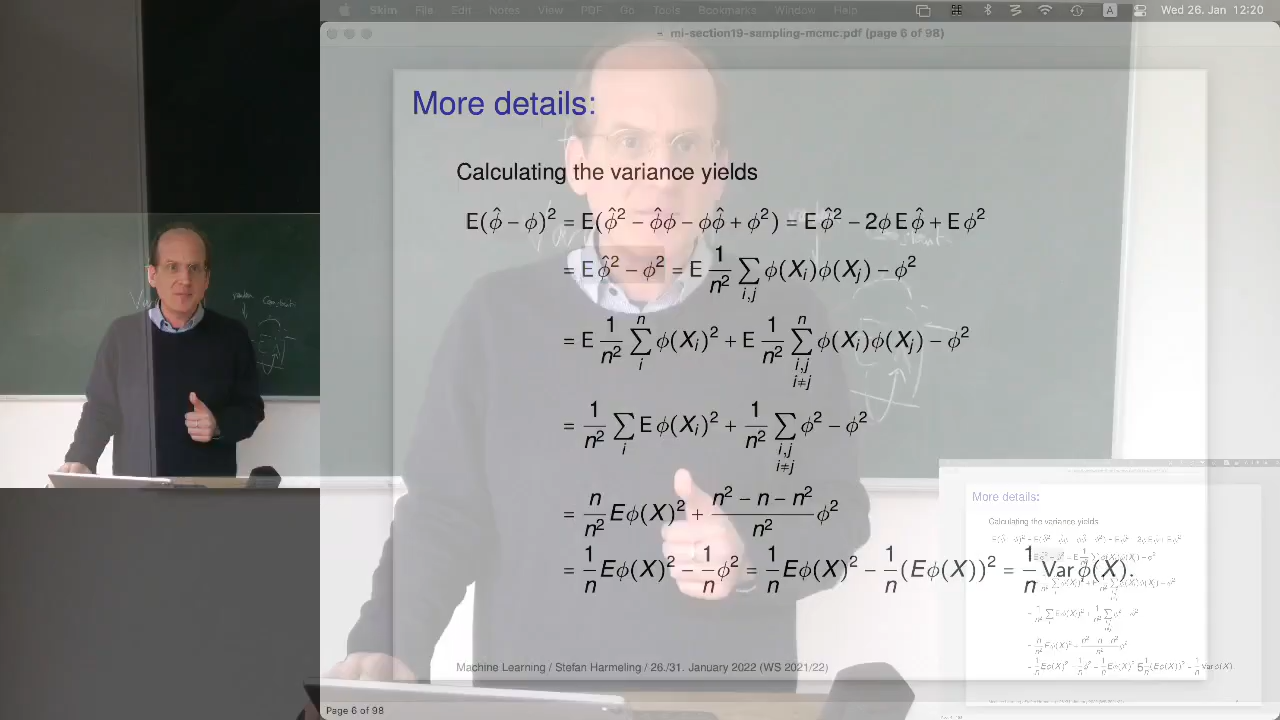 Skim File Edit Notes View PDF Go Tools Bookmarks Window Help Wed 26. Jan 12:20
mi-section19-sampling-mcmc.pdf (page 6 of 98)
More details:
Calculating the variance yields
E(φ̂ − φ)² = E(φ̂² − φ̂φ − φφ̂ + φ²) = E φ̂² − 2φ E φ̂ + E φ²
= E φ̂² − φ² = E 1/n² ∑_{i,j} φ(X_i)φ(X_j) − φ²
= E 1/n² ∑_i^n φ(X_i)² + E 1/n² ∑_{i,j i≠j}^n φ(X_i)φ(X_j) − φ²
= 1/n² ∑_i E φ(X_i)² + 1/n² ∑_{i,j i≠j} φ² − φ²
= n/n² Eφ(X)² + (n² − n − n²)/n² φ²
= 1/n Eφ(X)² − 1/n φ² = 1/n Eφ(X)² − 1/n (Eφ(X))² = 1/n Var φ(X).
Machine Learning / Stefan Harmeling / 26./31. January 2022 (WS 2021/22)
Page 6 of 98
More details:
Calculating the variance yields